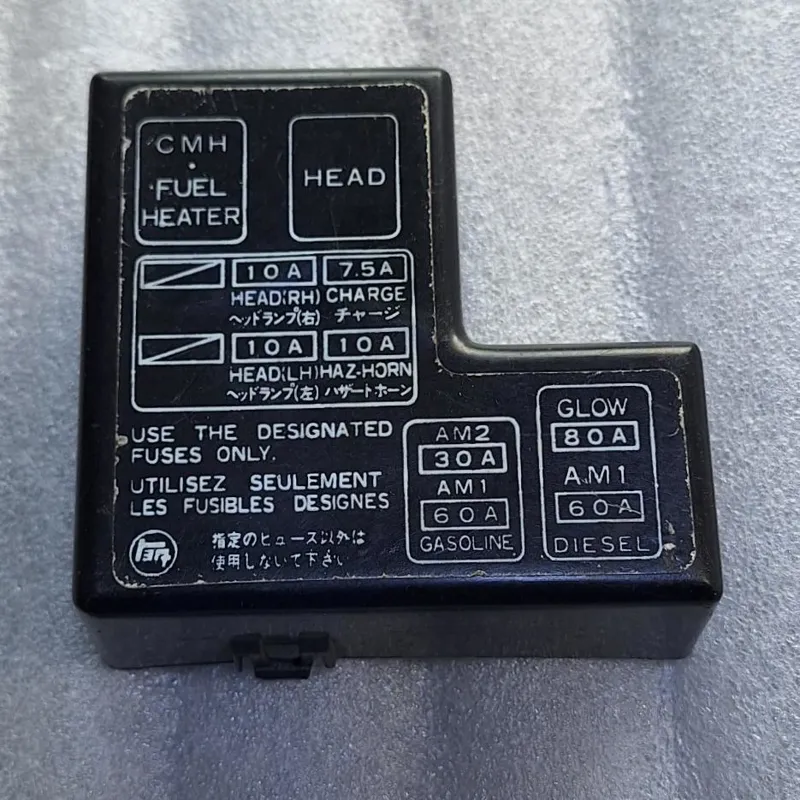 CMH
FUEL
HEATER
HEAD
10A 7.5A
HEAD(RH) CHARGE
ヘッドランプ(右) チャージ
10A 10A
HEAD(LH) HAZ-HORN
ヘッドランプ(左) ハザートホーン
USE THE DESIGNATED
FUSES ONLY.
UTILISEZ SEULEMENT
LES FUSIBLES DESIGNES
指定のヒューズ以外は
使用しないで下さい
AM2
30A
AM1
60A
GASOLINE
GLOW
80A
AM1
60A
DIESEL